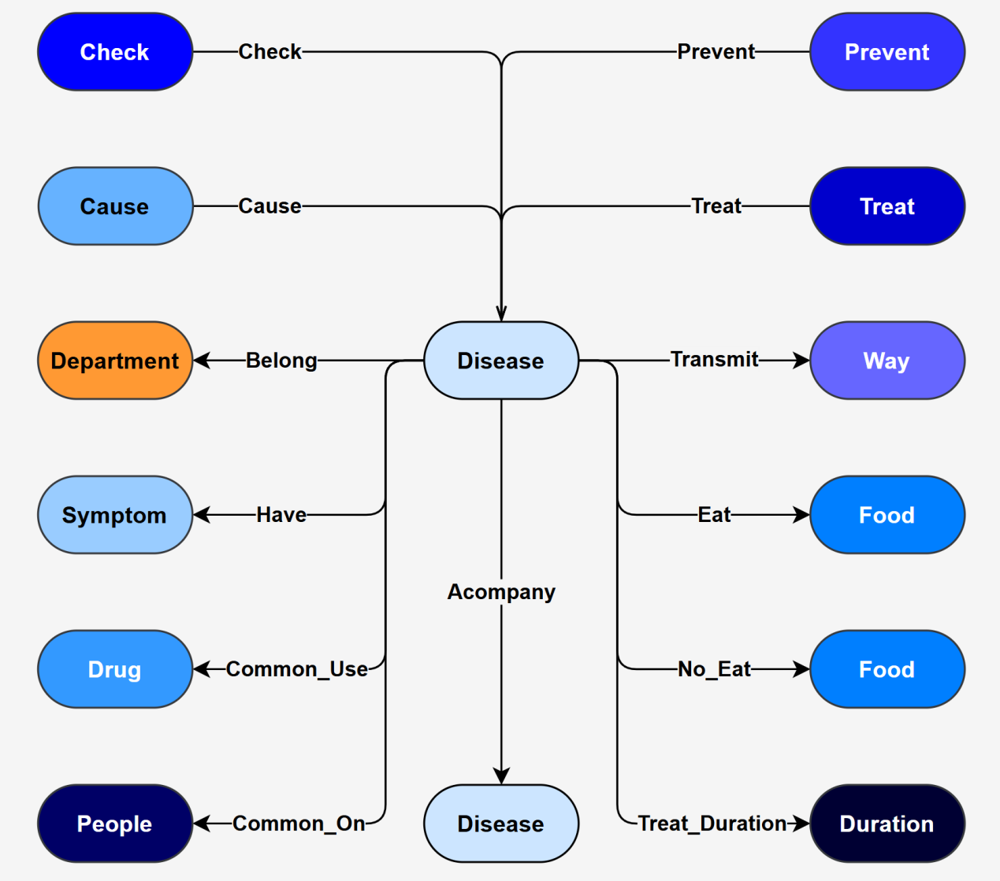 Check Check Prevent Prevent
Cause Cause Treat Treat
Department Belong Disease Transmit Way
Symptom Have Eat Food
Acompany
Drug Common_Use No_Eat Food
People Common_On Disease Treat_Duration Duration